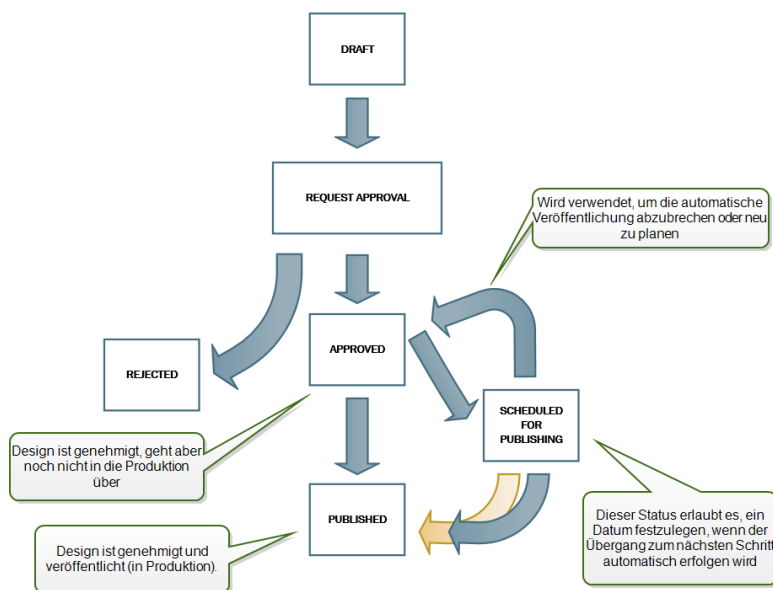 DRAFT
REQUEST APPROVAL
Wird verwendet, um die automatische
Veröffentlichung abzubrechen oder neu
zu planen
APPROVED
REJECTED
SCHEDULED
FOR
PUBLISHING
Design ist genehmigt, geht aber
noch nicht in die Produktion
über
PUBLISHED
Design ist genehmigt und
veröffentlicht (in Produktion).
Dieser Status erlaubt es, ein
Datum festzulegen, wenn der
Übergang zum nächsten Schritt
automatisch erfolgen wird